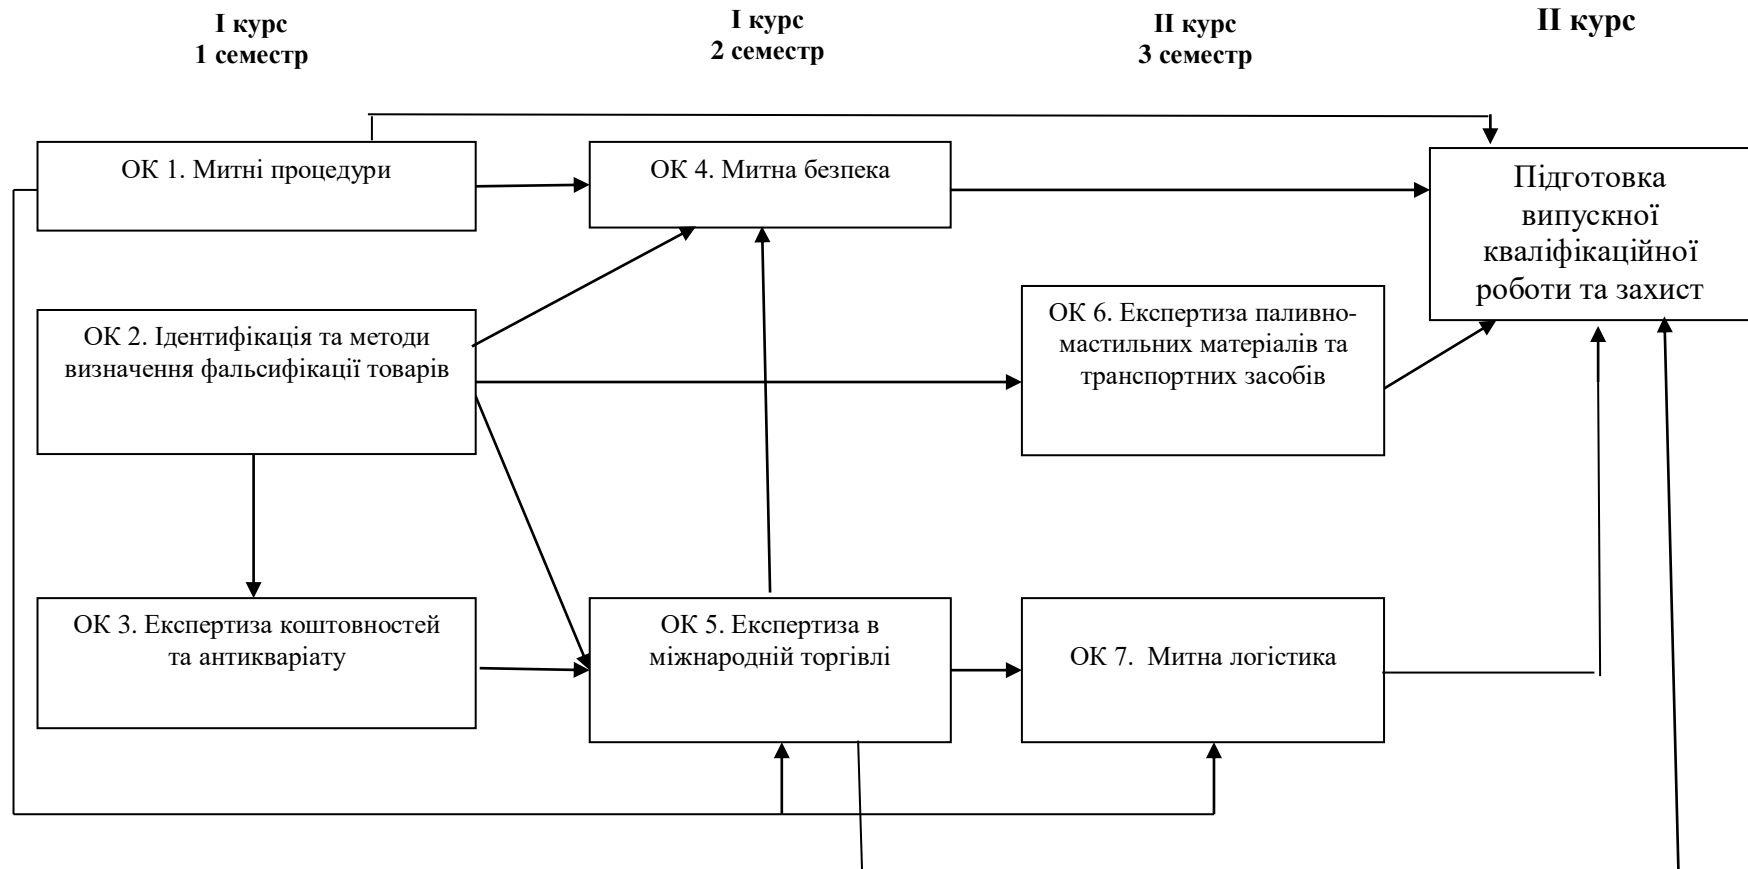 І курс
1 семестр
І курс
2 семестр
ІІ курс
3 семестр
ІІ курс
ОК 1. Митні процедури
ОК 4. Митна безпека
Підготовка
випускної
кваліфікаційної
роботи та захист
ОК 2. Ідентифікація та методи
визначення фальсифікації товарів
ОК 6. Експертиза паливно-
мастильних матеріалів та
транспортних засобів
ОК 3. Експертиза коштовностей
та антикваріату
ОК 5. Експертиза в
міжнародній торгівлі
ОК 7.  Митна логістика